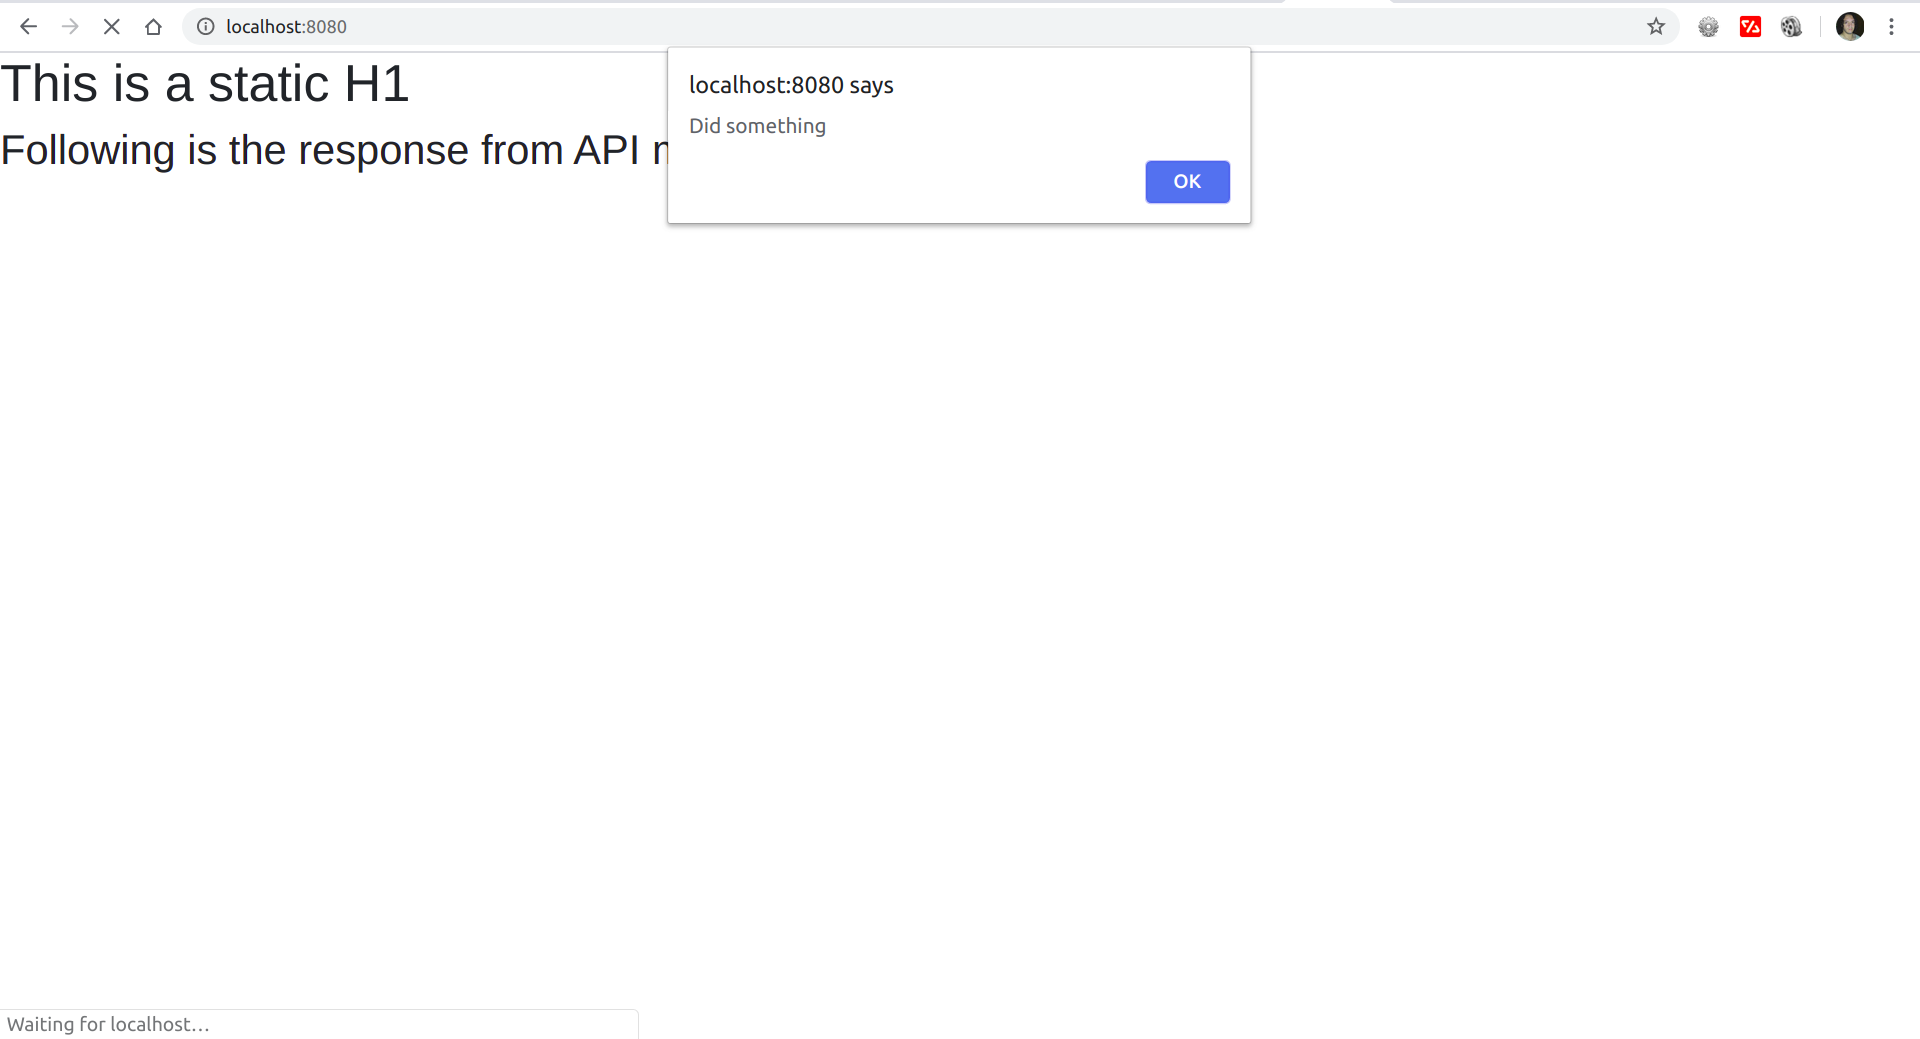 localhost:8080
This is a static H1
Following is the response from API
localhost:8080 says
Did something
OK
Waiting for localhost...